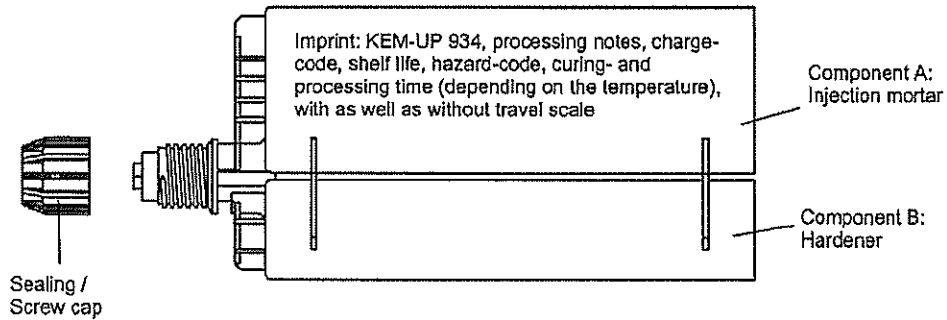 Imprint: KEM-UP 934, processing notes, charge-
code, shelf life, hazard-code, curing- and
processing time (depending on the temperature),
with as well as without travel scale
Component A:
Injection mortar
Component B:
Hardener
Sealing /
Screw cap